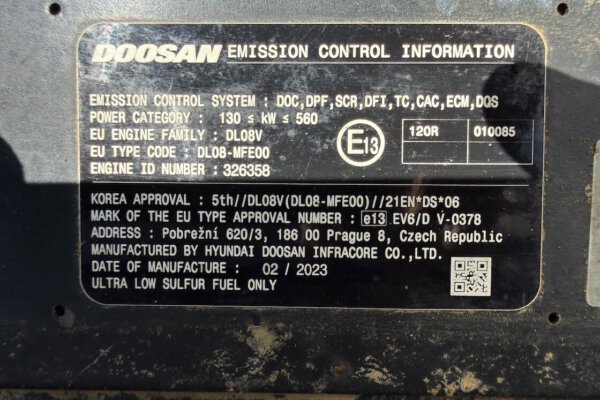 DOOSAN EMISSION CONTROL INFORMATION
EMISSION CONTROL SYSTEM : DOC,DPF,SCR,DFI,TC,CAC,ECM,DQS
POWER CATEGORY : 130 ≤ kW ≤ 560
EU ENGINE FAMILY : DL08V
EU TYPE CODE : DL08-MFE00
ENGINE ID NUMBER : 326358
E13
120R 010085
KOREA APPROVAL : 5th//DL08V(DL08-MFE00)//21EN*DS*06
MARK OF THE EU TYPE APPROVAL NUMBER : e13 EV6/D V-0378
ADDRESS : Pobrežní 620/3, 186 00 Prague 8, Czech Republic
MANUFACTURED BY HYUNDAI DOOSAN INFRACORE CO.,LTD.
DATE OF MANUFACTURE : 02 / 2023
ULTRA LOW SULFUR FUEL ONLY